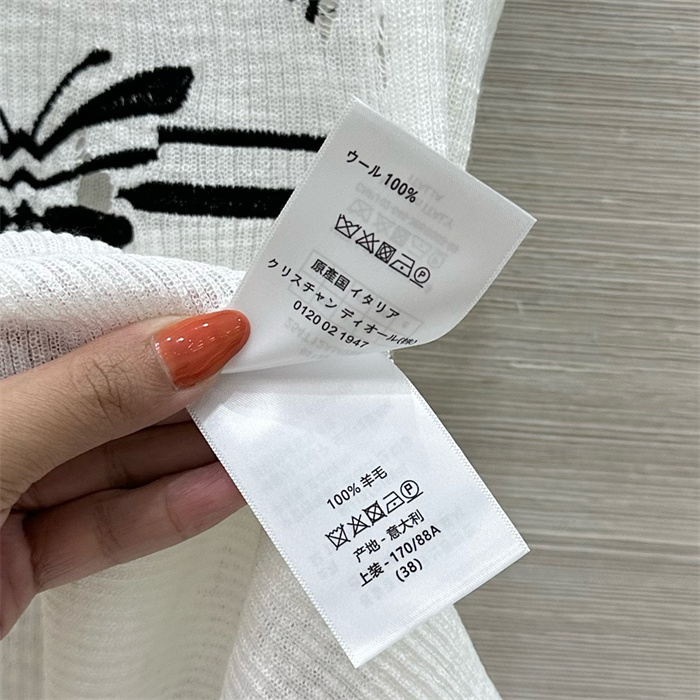 ウール 100%
原産国 イタリア
クリスチャン ディオール(株)
0120 02 1947
100% 羊毛
产地 - 意大利
上装 - 170/88A
(38)